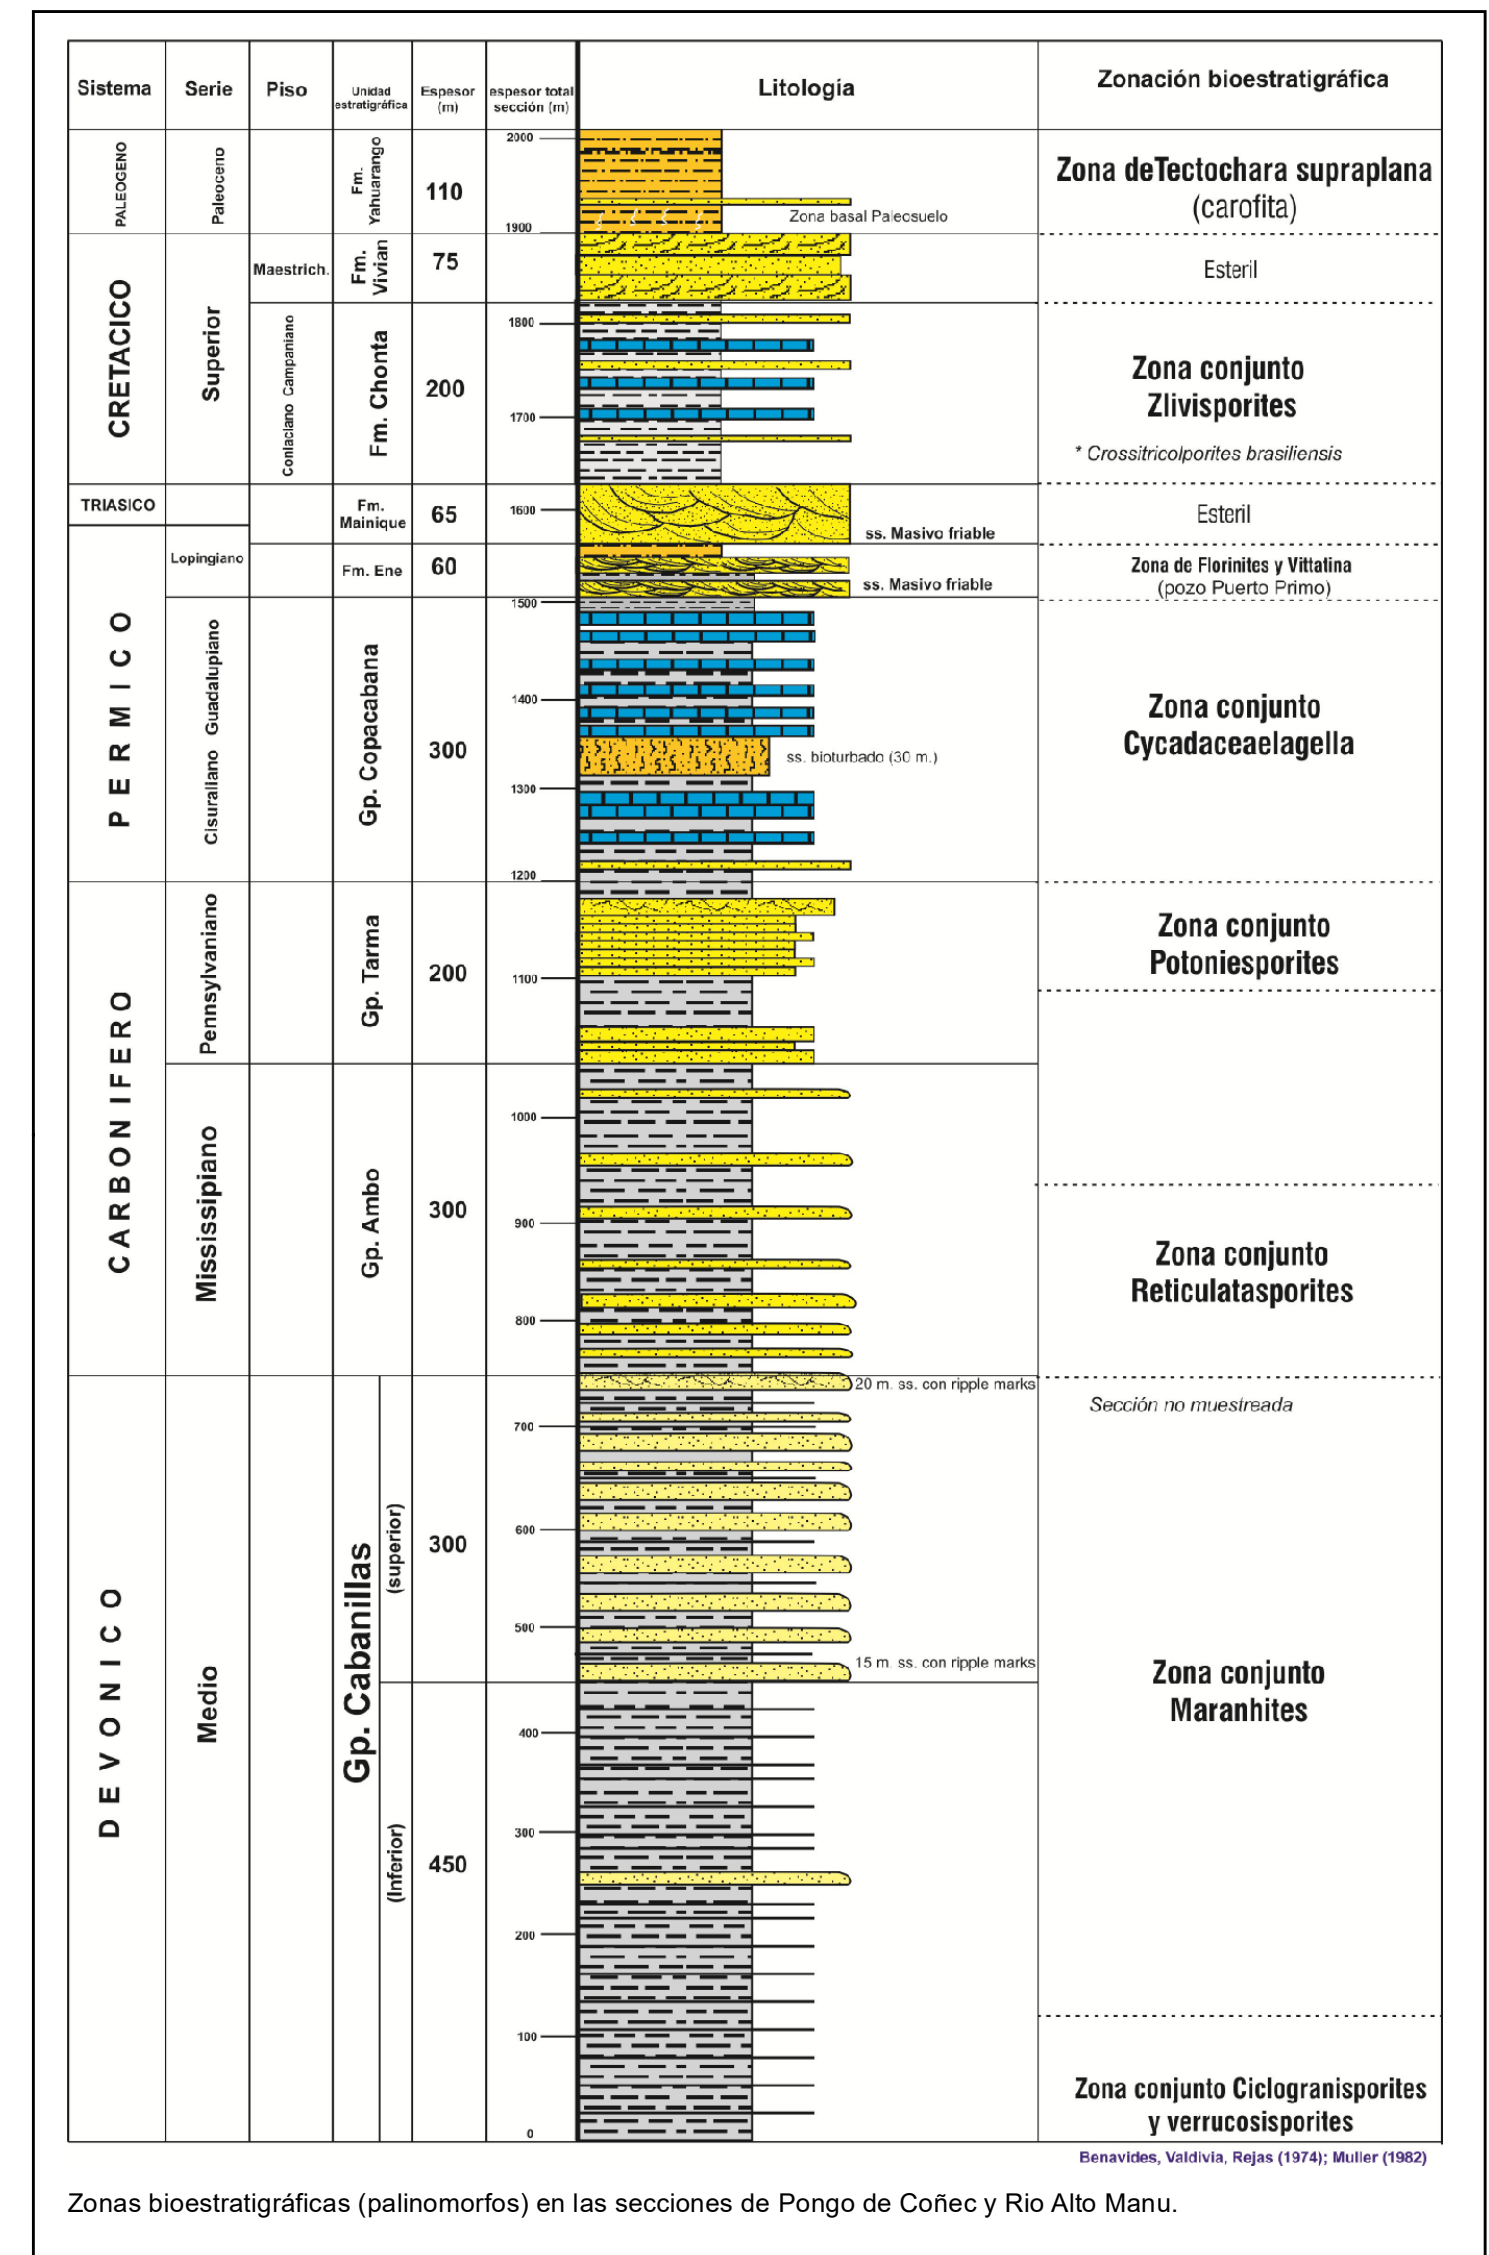 Sistema
Serie
Piso
Unidad
estratigráfica
Espesor
(m)
espesor total
sección (m)
Litología
Zonación bioestratigráfica
PALEOGENO
Paleoceno
Fm.
Yahuarango
110
2000
1900
Zona basal Paleosuelo
Zona deTectochara supraplana
(carofita)
CRETACICO
Superior
Maestrich.
Fm.
Vivian
75
Esteril
Coniaciano Campaniano
Fm. Chonta
200
1800
1700
Zona conjunto
Zlivisporites
* Crossitricolporites brasiliensis
TRIASICO
Fm.
Mainique
65
1600
ss. Masivo friable
Esteril
PERMICO
Lopingiano
Fm. Ene
60
ss. Masivo friable
Zona de Florinites y Vittatina
(pozo Puerto Primo)
Cisuraliano Guadalupiano
Gp. Copacabana
300
1500
1400
1300
1200
ss. bioturbado (30 m.)
Zona conjunto
Cycadaceaelagella
CARBONIFERO
Pennsylvaniano
Gp. Tarma
200
1100
Zona conjunto
Potoniesporites
Mississipiano
Gp. Ambo
300
1000
900
800
Zona conjunto
Reticulatasporites
DEVONICO
Medio
Gp. Cabanillas
(superior)
300
700
600
500
20 m. ss. con ripple marks
Sección no muestreada
15 m. ss. con ripple marks
Zona conjunto
Maranhites
(Inferior)
450
400
300
200
100
0
Zona conjunto Ciclogranisporites
y verrucosisporites
Benavides, Valdivia, Rejas (1974); Muller (1982)
Zonas bioestratigráficas (palinomorfos) en las secciones de Pongo de Coñec y Rio Alto Manu.